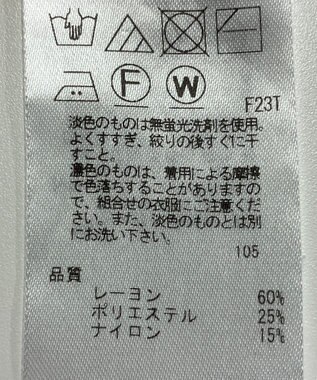 F W
F23T
淡色のものは無蛍光洗剤を使用。
よくすすぎ、絞りの後すぐに干
すこと。
濃色のものは、着用による摩擦
で色落ちすることがありますの
で、組合せの衣服にご注意くだ
さい。また、淡色のものとは別
にお洗い下さい。
105
品質
レーヨン 60%
ポリエステル 25%
ナイロン 15%